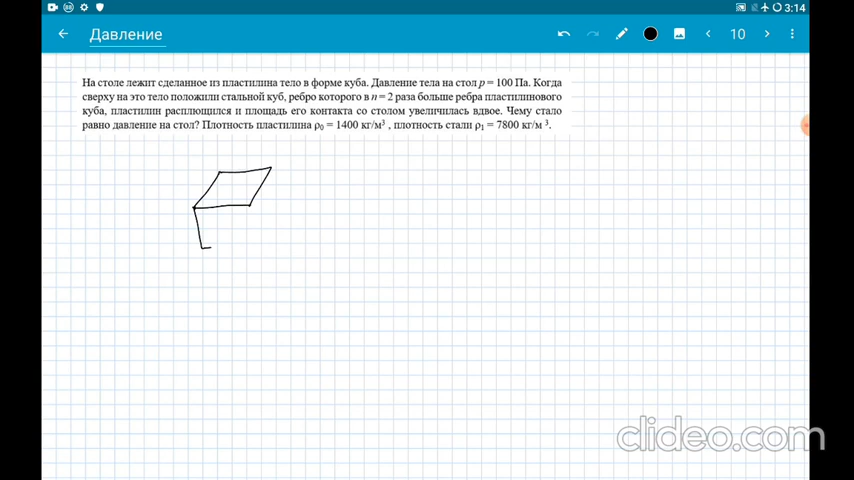 3:14
Давление
10
На столе лежит сделанное из пластилина тело в форме куба. Давление тела на стол p = 100 Па. Когда
сверху на это тело положили стальной куб, ребро которого в n = 2 раза больше ребра пластилинового
куба, пластилин расплющился и площадь его контакта со столом увеличилась вдвое. Чему стало
равно давление на стол? Плотность пластилина ρ₀ = 1400 кг/м³ , плотность стали ρ₁ = 7800 кг/м ³.
clideo.com